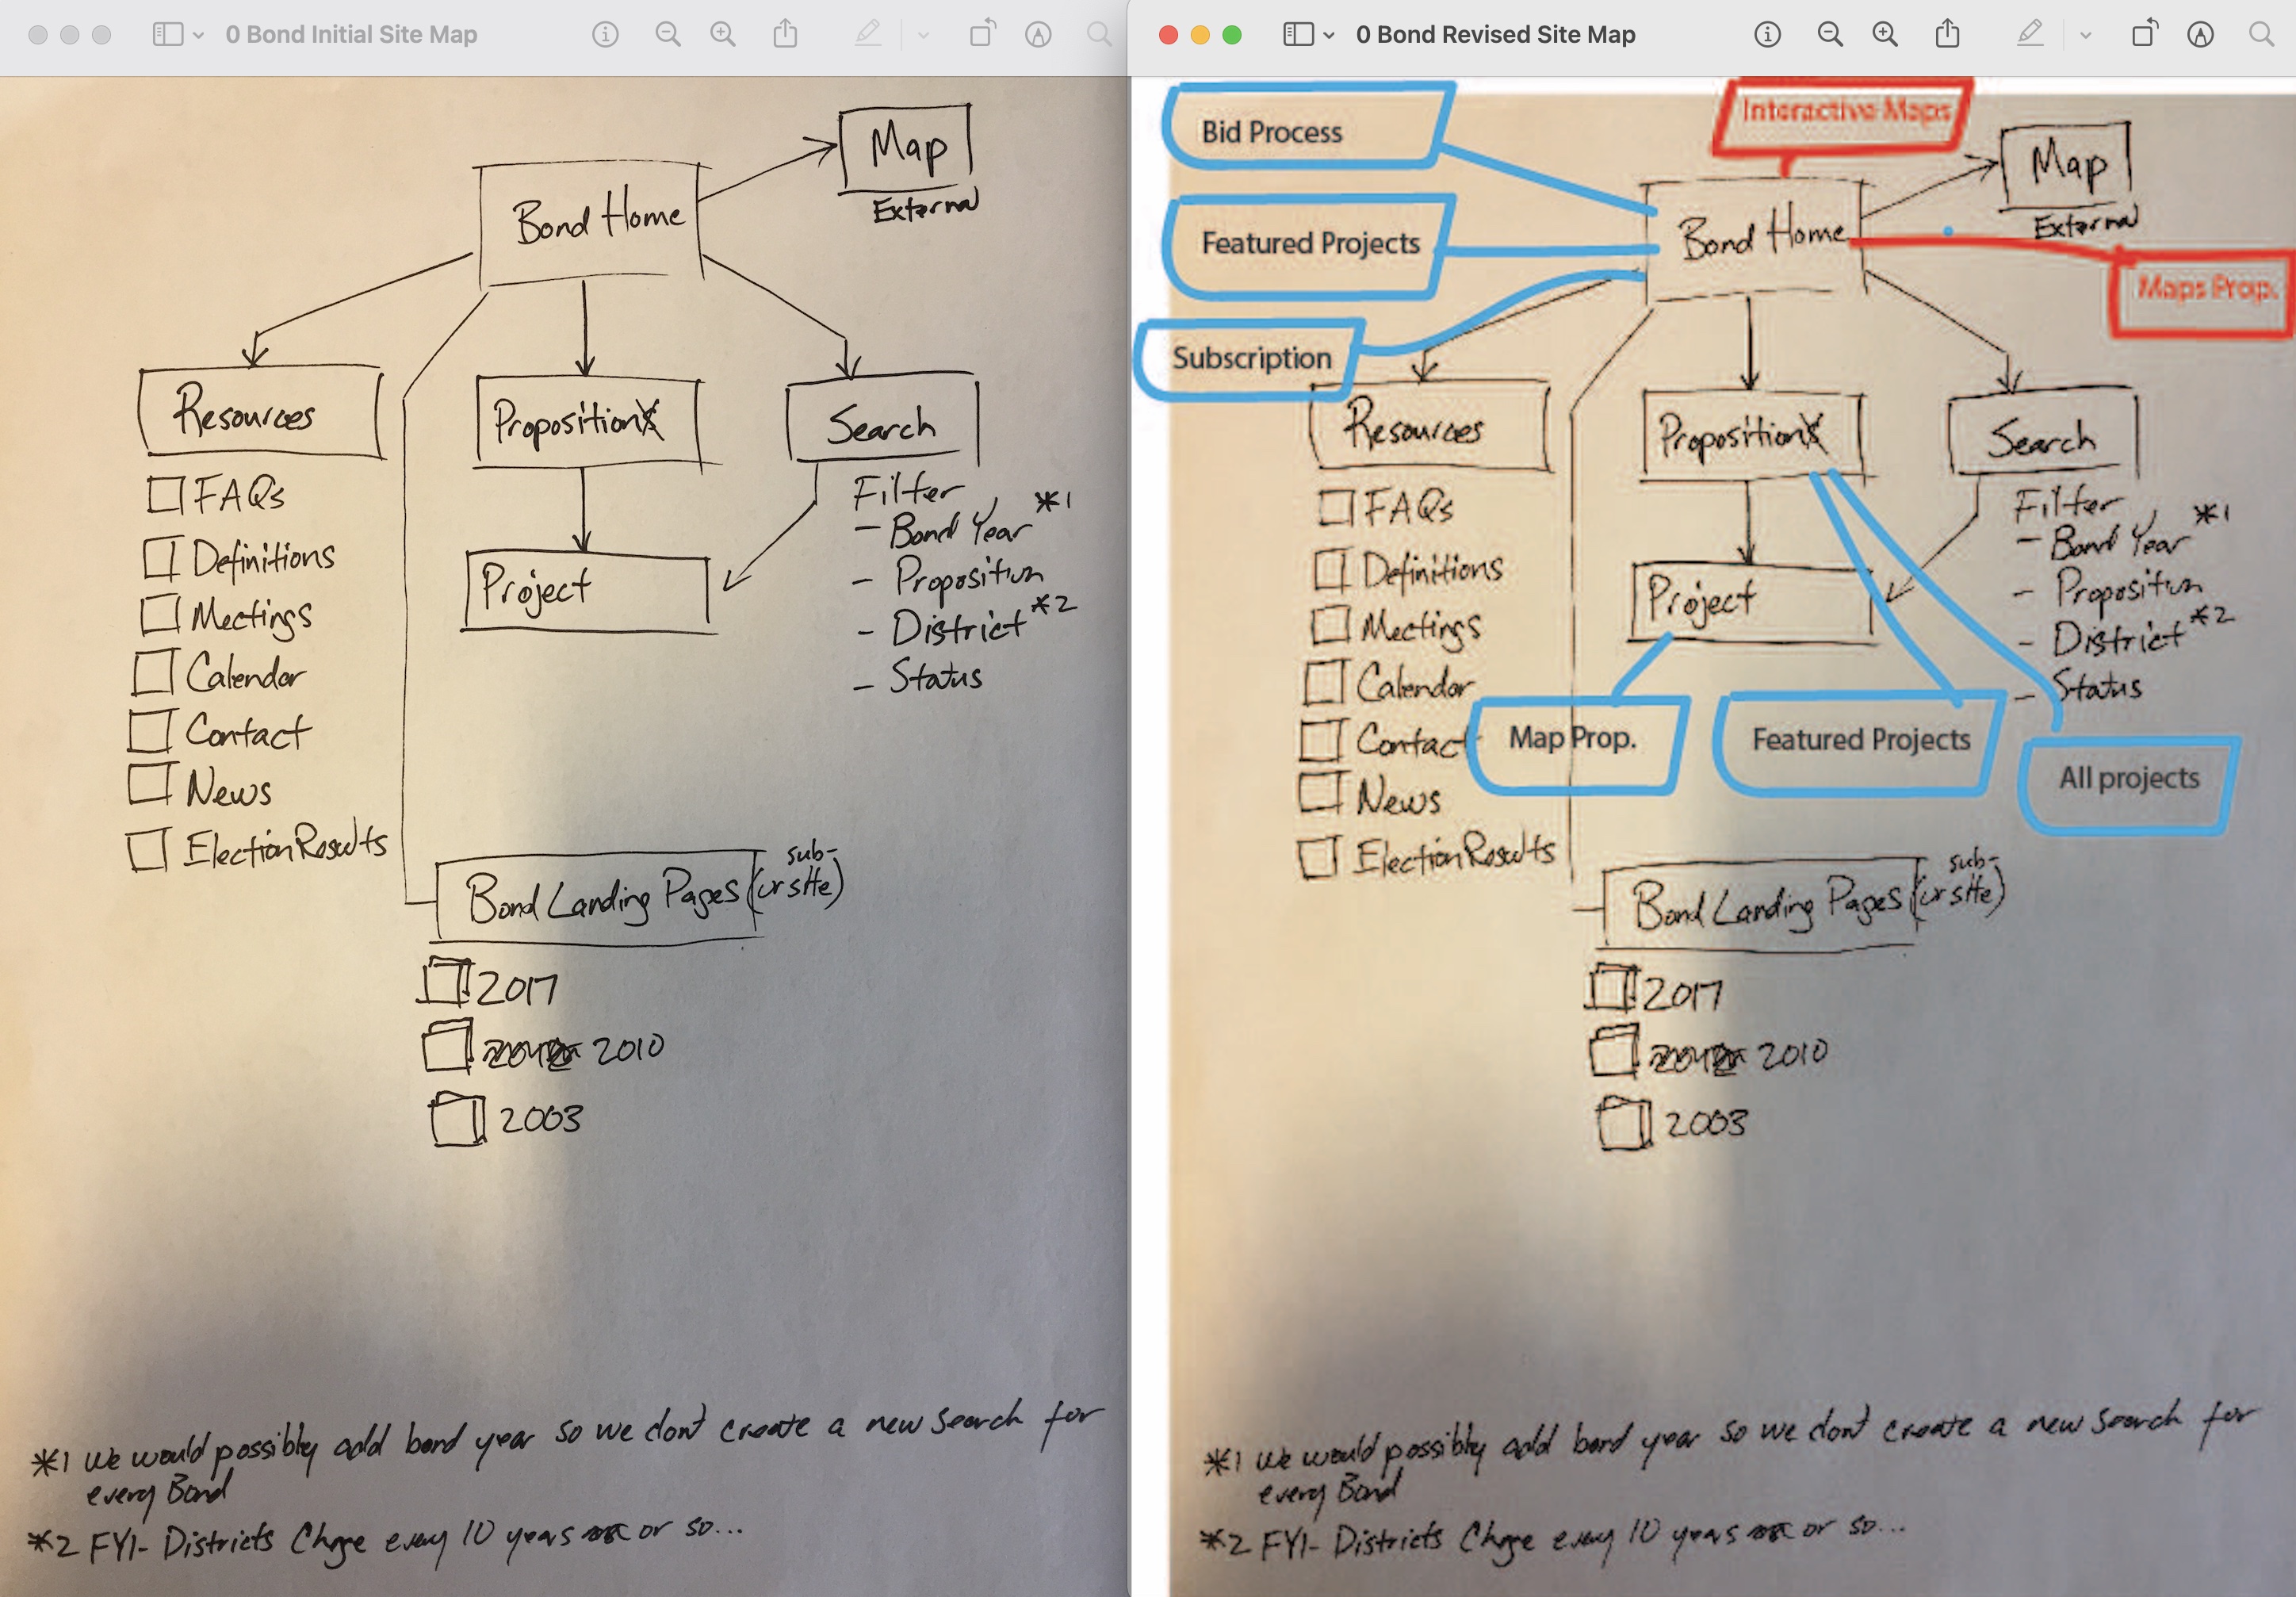 0 Bond Initial Site Map
Map
External
Bond Home
Resources
Propositions
Search
FAQs
Definitions
Meetings
Calendar
Contact
News
Election Results
Filter
- Bond Year *1
- Proposition
- District *2
- Status
Project
Bond Landing Pages (or sub-site)
2017
2010
2003
*1 We would possibly add bond year so we don't create a new search for
every Bond
*2 FYI- Districts Chnge every 10 years or so...
0 Bond Revised Site Map
Bid Process
Interactive Maps
Map
External
Featured Projects
Bond Home
Maps Prop.
Subscription
Resources
Propositions
Search
FAQs
Definitions
Meetings
Calendar
Contact
News
Election Results
Filter
- Bond Year *1
- Proposition
- District *2
- Status
Project
Map Prop.
Featured Projects
All projects
Bond Landing Pages (or sub-site)
2017
2010
2003
*1 We would possibly add bond year so we don't create a new search for
every Bond
*2 FYI- Districts Chnge every 10 years or so...